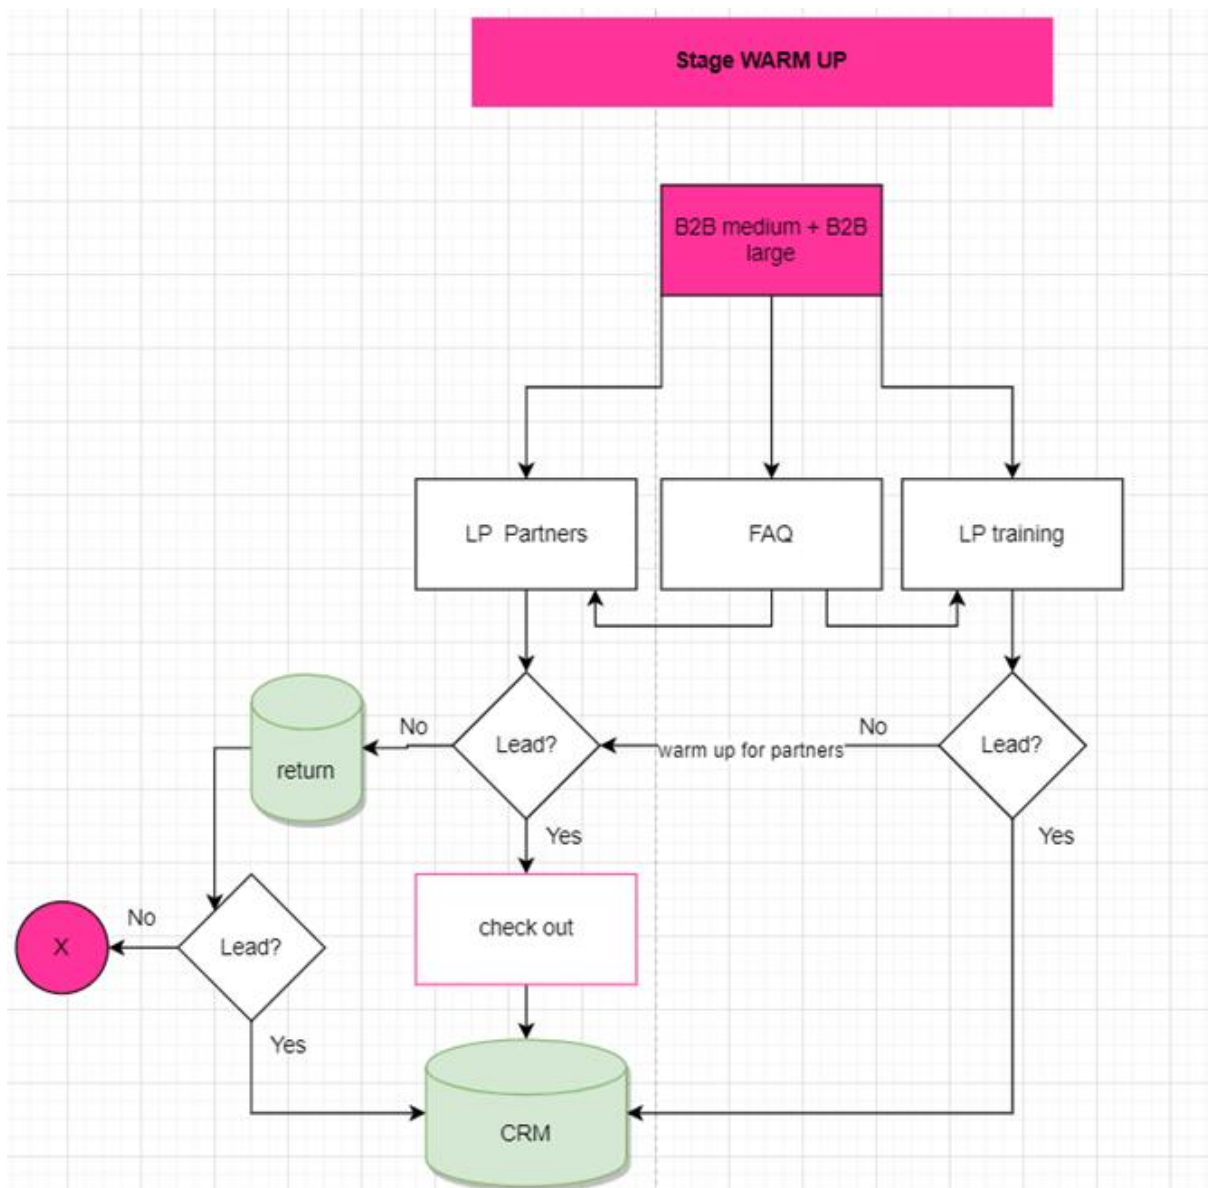 Stage WARM UP
B2B medium + B2B
large
LP Partners
FAQ
LP training
No
Lead?
warm up for partners
No
Lead?
return
Yes
Yes
check out
No
X
Lead?
Yes
CRM